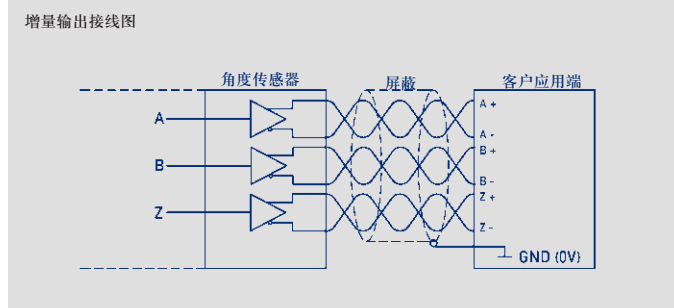 增量输出接线图
角度传感器
屏蔽
客户应用端
A
A +
A -
B
B +
B -
Z
Z +
Z -
GND (0V)